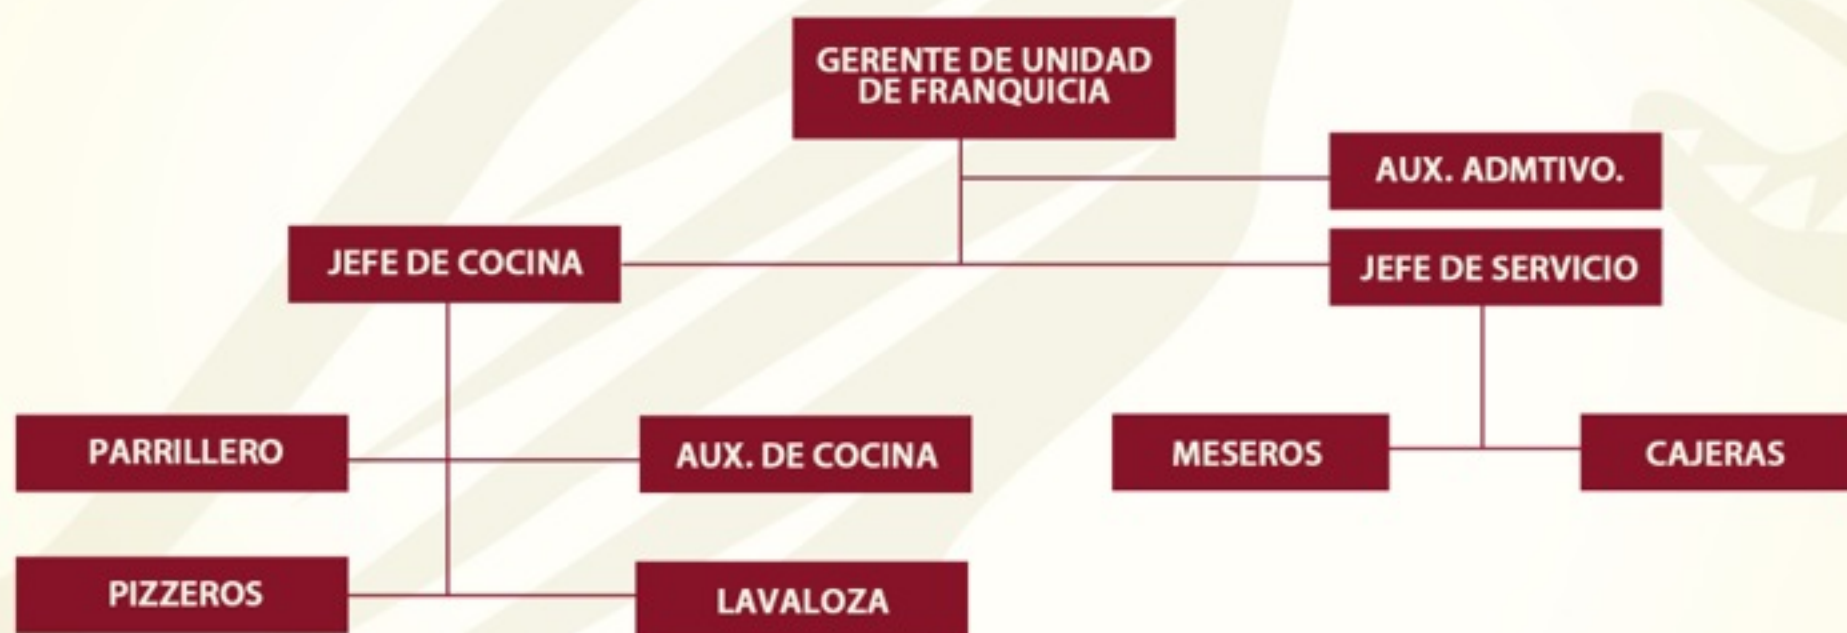 GERENTE DE UNIDAD
DE FRANQUICIA
AUX. ADMTIVO.
JEFE DE COCINA
JEFE DE SERVICIO
PARRILLERO
AUX. DE COCINA
MESEROS
CAJERAS
PIZZEROS
LAVALOZA